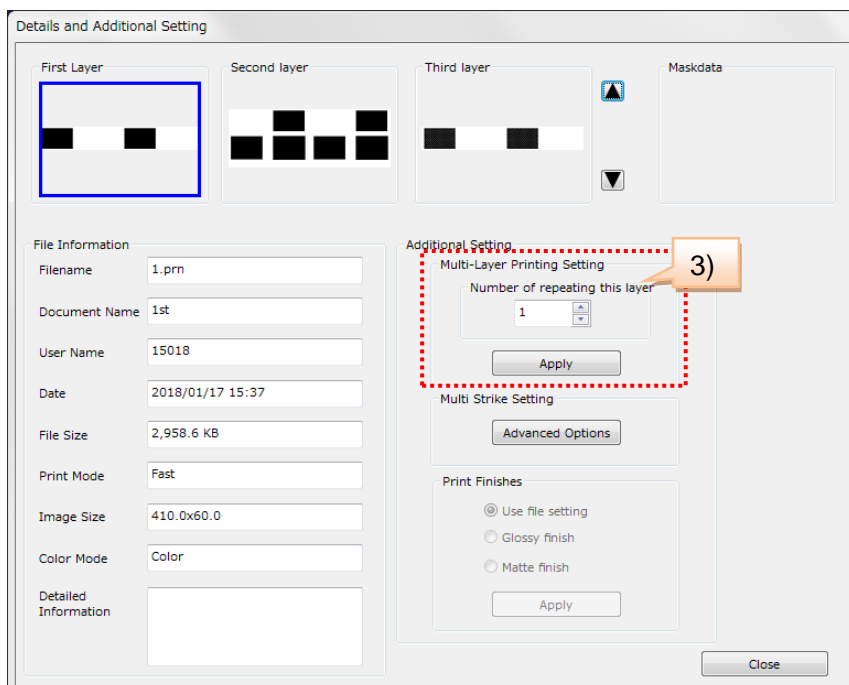 Details and Additional Setting
First Layer
Second layer
Third layer
Maskdata
File Information
Filename
1.prn
Document Name
1st
User Name
15018
Date
2018/01/17 15:37
File Size
2,958.6 KB
Print Mode
Fast
Image Size
410.0x60.0
Color Mode
Color
Detailed
Information
Additional Setting
Multi-Layer Printing Setting
3)
Number of repeating this layer
1
Apply
Multi Strike Setting
Advanced Options
Print Finishes
Use file setting
Glossy finish
Matte finish
Apply
Close